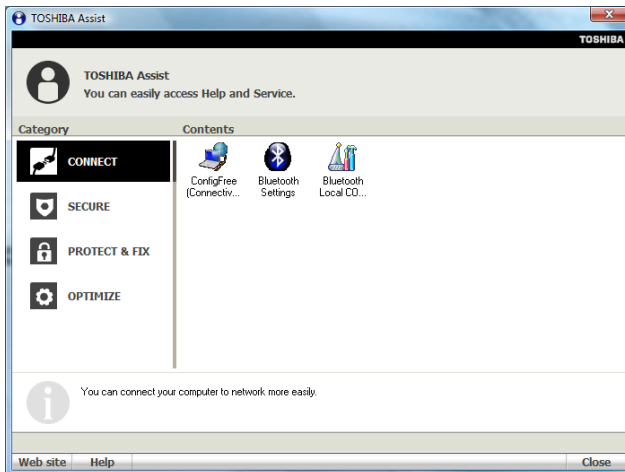 TOSHIBA Assist
TOSHIBA
TOSHIBA Assist
You can easily access Help and Service.
Category
Contents
CONNECT
SECURE
PROTECT & FIX
OPTIMIZE
ConfigFree
(Connectiv...
Bluetooth
Settings
Bluetooth
Local CO...
You can connect your computer to network more easily.
Web site
Help
Close